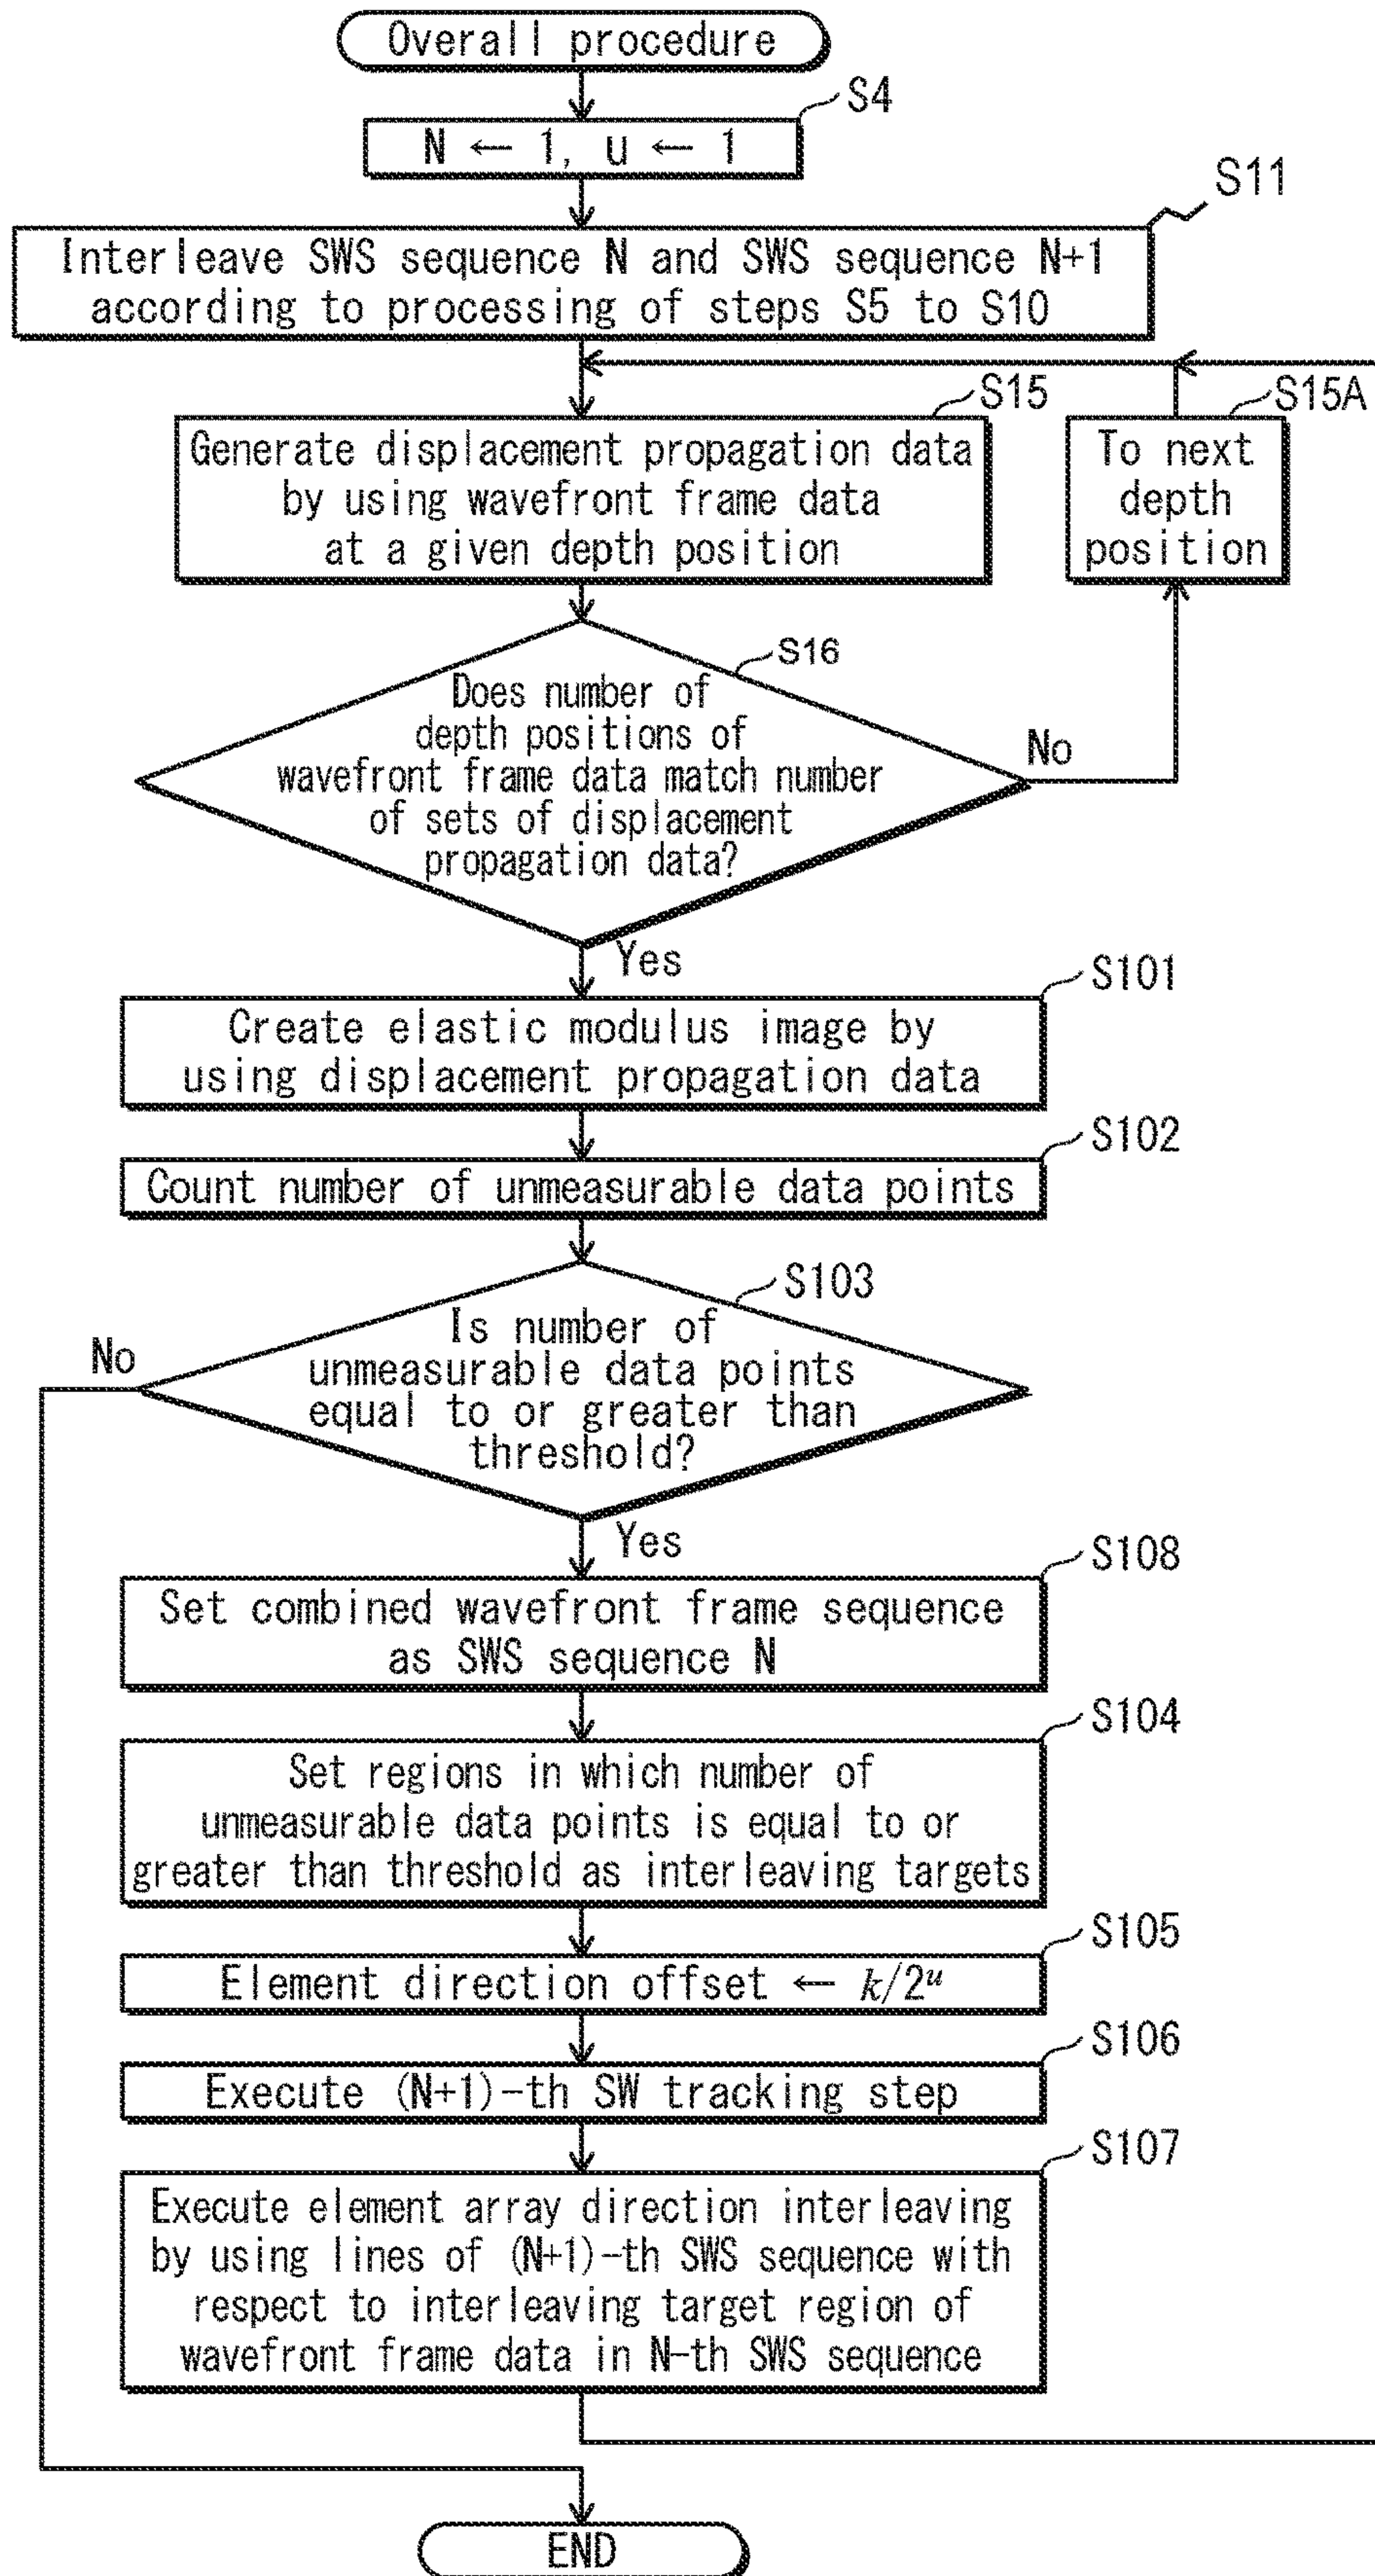 Overall procedure
S4
N ← 1, u ← 1
S11
Interleave SWS sequence N and SWS sequence N+1
according to processing of steps S5 to S10
S15
Generate displacement propagation data
by using wavefront frame data
at a given depth position
S15A
To next
depth
position
S16
Does number of
depth positions of
wavefront frame data match number
of sets of displacement
propagation data?
No
Yes
S101
Create elastic modulus image by
using displacement propagation data
S102
Count number of unmeasurable data points
S103
Is number of
unmeasurable data points
equal to or greater than
threshold?
No
Yes
S108
Set combined wavefront frame sequence
as SWS sequence N
S104
Set regions in which number of
unmeasurable data points is equal to or
greater than threshold as interleaving targets
S105
Element direction offset ← k/2ᵘ
S106
Execute (N+1)-th SW tracking step
S107
Execute element array direction interleaving
by using lines of (N+1)-th SWS sequence with
respect to interleaving target region of
wavefront frame data in N-th SWS sequence
END